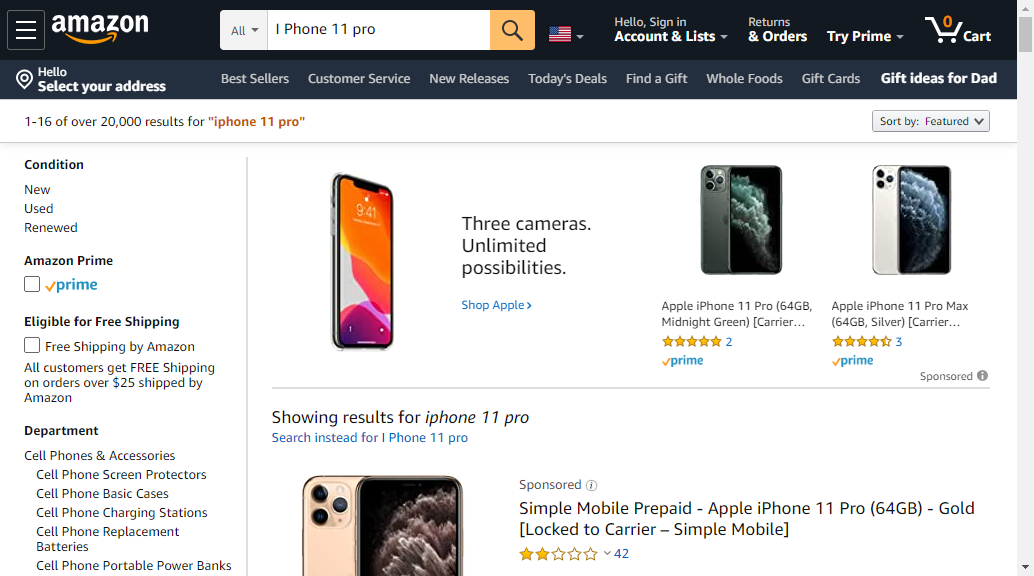 amazon
All
I Phone 11 pro
Hello, Sign in
Account & Lists
Returns
& Orders
Try Prime
0
Cart
Hello
Select your address
Best Sellers
Customer Service
New Releases
Today's Deals
Find a Gift
Whole Foods
Gift Cards
Gift ideas for Dad
1-16 of over 20,000 results for "iphone 11 pro"
Sort by: Featured
Condition
New
Used
Renewed
Amazon Prime
prime
Eligible for Free Shipping
Free Shipping by Amazon
All customers get FREE Shipping
on orders over $25 shipped by
Amazon
Department
Cell Phones & Accessories
Cell Phone Screen Protectors
Cell Phone Basic Cases
Cell Phone Charging Stations
Cell Phone Replacement
Batteries
Cell Phone Portable Power Banks
9:41
Three cameras.
Unlimited
possibilities.
Shop Apple ›
Apple iPhone 11 Pro (64GB,
Midnight Green) [Carrier…
2
prime
Apple iPhone 11 Pro Max
(64GB, Silver) [Carrier…
3
prime
Sponsored
Showing results for iphone 11 pro
Search instead for I Phone 11 pro
Sponsored
Simple Mobile Prepaid - Apple iPhone 11 Pro (64GB) - Gold
[Locked to Carrier – Simple Mobile]
42